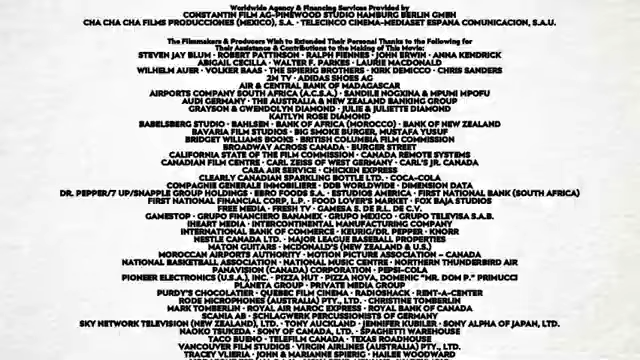 Worldwide Agency & Financing Services Provided by
CONSTANTIN FILM AG-PINEWOOD STUDIO HAMBURG BERLIN GMBH
CHA CHA CHA FILMS PRODUCCIONES (MEXICO), S.A. · TELECINCO CINEMA-MEDIASET ESPANA COMUNICACION, S.A.U.
The Filmmakers & Producers Wish to Extended Their Personal Thanks to the Following for
Their Assistance & Contributions to the Making of This Movie:
STEVEN JAY BLUM · ROBERT PATTINSON · RALPH FIENNES · JOHN ERWIN · ANNA KENDRICK
ABIGAIL CECILLA · WALTER F. PARKES · LAURIE MACDONALD
WILHELM AUER · VOLKER BAAS · THE SPIERIG BROTHERS · KIRK DEMICCO · CHRIS SANDERS
2M TV · ADIDAS SHOES AG
AIR & CENTRAL BANK OF MADAGASCAR
AIRPORTS COMPANY SOUTH AFRICA (A.C.S.A.) · SANDILE NOGXINA & MPUMI MPOFU
AUDI GERMANY · THE AUSTRALIA & NEW ZEALAND BANKING GROUP
GRAYSON & GWENDOLYN DIAMOND · JULIE & JULIETTE DIAMOND
KAITLYN ROSE DIAMOND
BABELSBERG STUDIO · BAHLSEN · BANK OF AFRICA (MOROCCO) · BANK OF NEW ZEALAND
BAVARIA FILM STUDIOS · BIG SMOKE BURGER, MUSTAFA YUSUF
BRIDGET WILLIAMS BOOKS · BRITISH COLUMBIA FILM COMMISSION
BROADWAY ACROSS CANADA · BURGER STREET
CALIFORNIA STATE OF THE FILM COMMISSION · CANADA REMOTE SYSTEMS
CANADIAN FILM CENTRE · CARL ZEISS OF WEST GERMANY · CARL'S JR. CANADA
CASA AIR SERVICE · CHICKEN EXPRESS
CLEARLY CANADIAN SPARKLING BOTTLE LTD. · COCA-COLA
COMPAGNIE GENERALE IMMOBILIERE · DDB WORLDWIDE · DIMENSION DATA
DR. PEPPER/7 UP/SNAPPLE GROUP HOLDINGS · EBRO FOODS S.A. · ESTUDIOS AMERICA · FIRST NATIONAL BANK (SOUTH AFRICA)
FIRST NATIONAL FINANCIAL CORP, L.P. · FOOD LOVER'S MARKET · FOX BAJA STUDIOS
FREE MEDIA · FRESH TV · GAMESA S. DE R.L. DE C.V.
GAMESTOP · GRUPO FINANCIERO BANAMEX · GRUPO MEXICO · GRUPO TELEVISA S.A.B.
IHEART MEDIA · INTERCONTINENTAL MANUFACTURING COMPANY
INTERNATIONAL BANK OF COMMERCE · KEURIG/DR. PEPPER · KNORR
NESTLE CANADA LTD. · MAJOR LEAGUE BASEBALL PROPERTIES
MATON GUITARS · MCDONALD'S (NEW ZEALAND & U.S.)
MOROCCAN AIRPORTS AUTHORITY · MOTION PICTURE ASSOCIATION - CANADA
NATIONAL BASKETBALL ASSOCIATION · NATIONAL MUSIC CENTRE · NORTHERN THUNDERBIRD AIR
PANAVISION (CANADA) CORPORATION · PEPSI-COLA
PIONEER ELECTRONICS (U.S.A.), INC. · PIZZA HUT · PIZZA NOVA, DOMENIC "MR. DOM P." PRIMUCCI
PLANETA GROUP · PRIVATE MEDIA GROUP
PURDY'S CHOCOLATIER · QUEBEC FILM CINEMA · RADIOSHACK · RENT-A-CENTER
RODE MICROPHONES (AUSTRALIA) PTY., LTD. · CHRISTINE TOMBERLIN
MARK TOMBERLIN · ROYAL AIR MAROC EXPRESS · ROYAL BANK OF CANADA
SCANIA AB · SCHLAGWERK PERCUSSIONISTS OF GERMANY
SKY NETWORK TELEVISION (NEW ZEALAND), LTD. · TONY AUCKLAND · JENNIFER KUBILER · SONY ALPHA OF JAPAN, LTD.
NAOKO TSUKEDA · SONY OF CANADA, LTD. · SPAGHETTI WAREHOUSE
TACO BUENO · TELEFILM CANADA · TEXAS ROADHOUSE
VANCOUVER FILM STUDIOS · VIRGIN AIRLINES (AUSTRALIA) PTY., LTD.
TRACEY VLIERIA · JOHN & MARIANNE SPIERIG · HAILEE WOODWARD